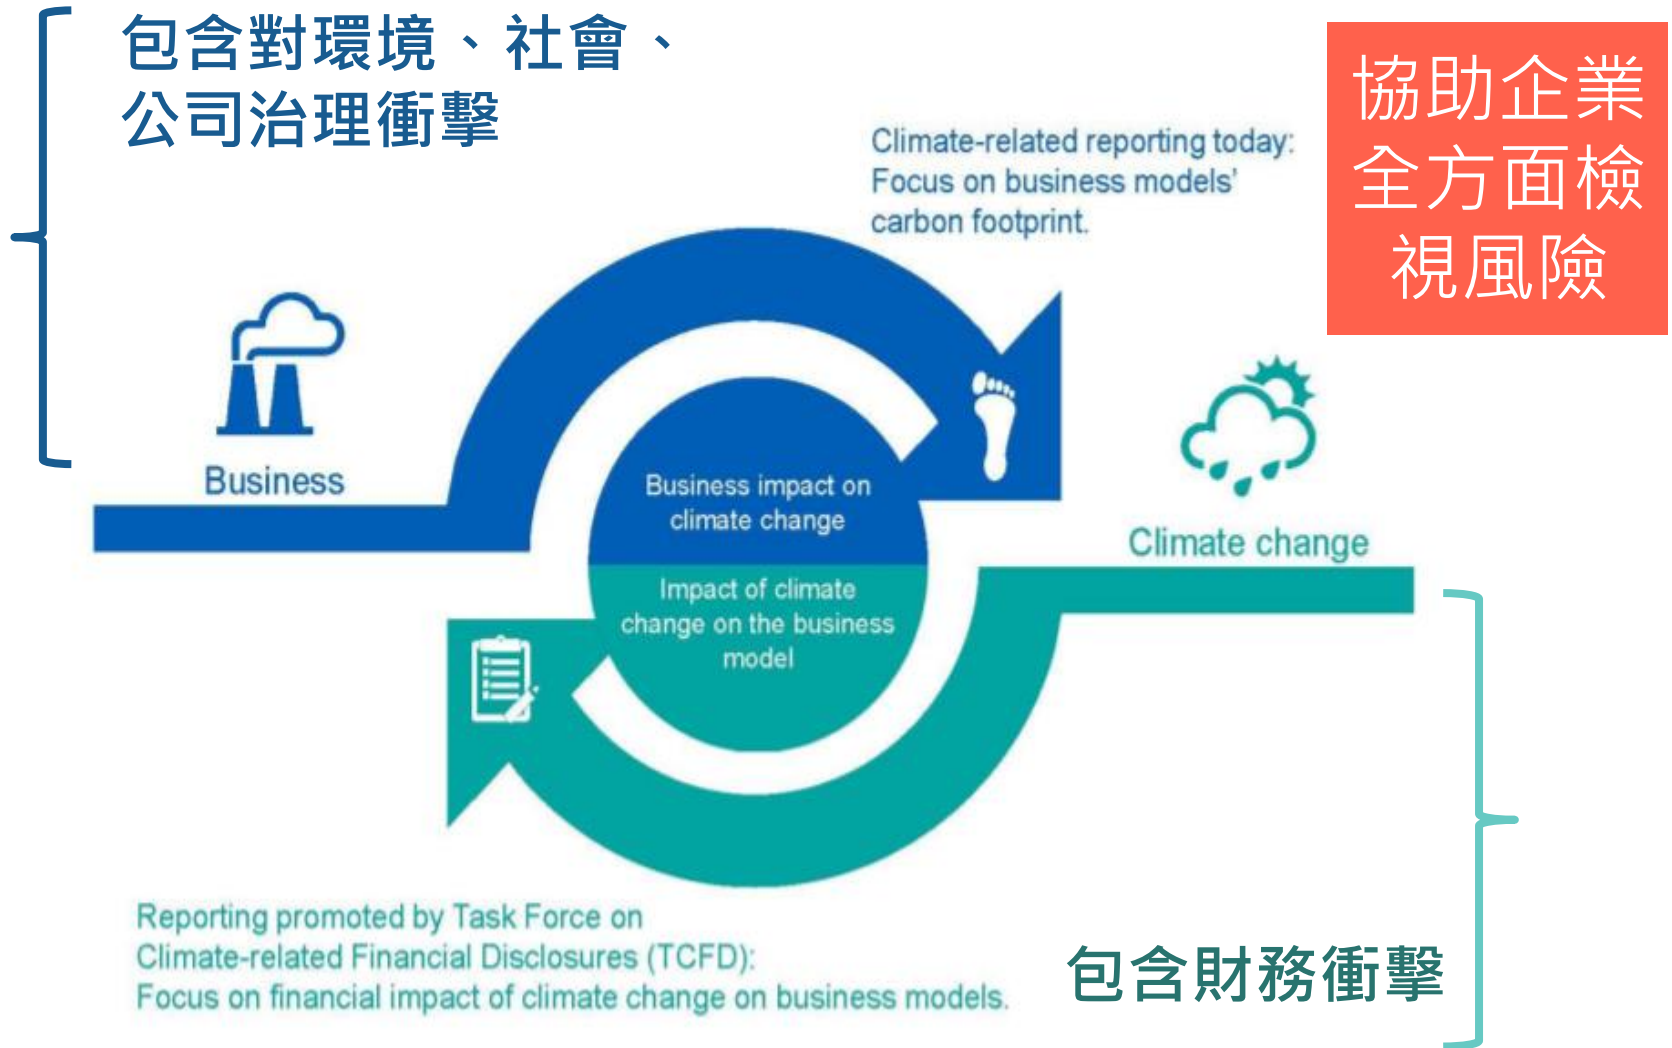 包含對環境、社會、
公司治理衝擊
協助企業
全方面檢
視風險
Climate-related reporting today:
Focus on business models’
carbon footprint.
Business
Business impact on
climate change
Climate change
Impact of climate
change on the business
model
Reporting promoted by Task Force on
Climate-related Financial Disclosures (TCFD):
Focus on financial impact of climate change on business models.
包含財務衝擊